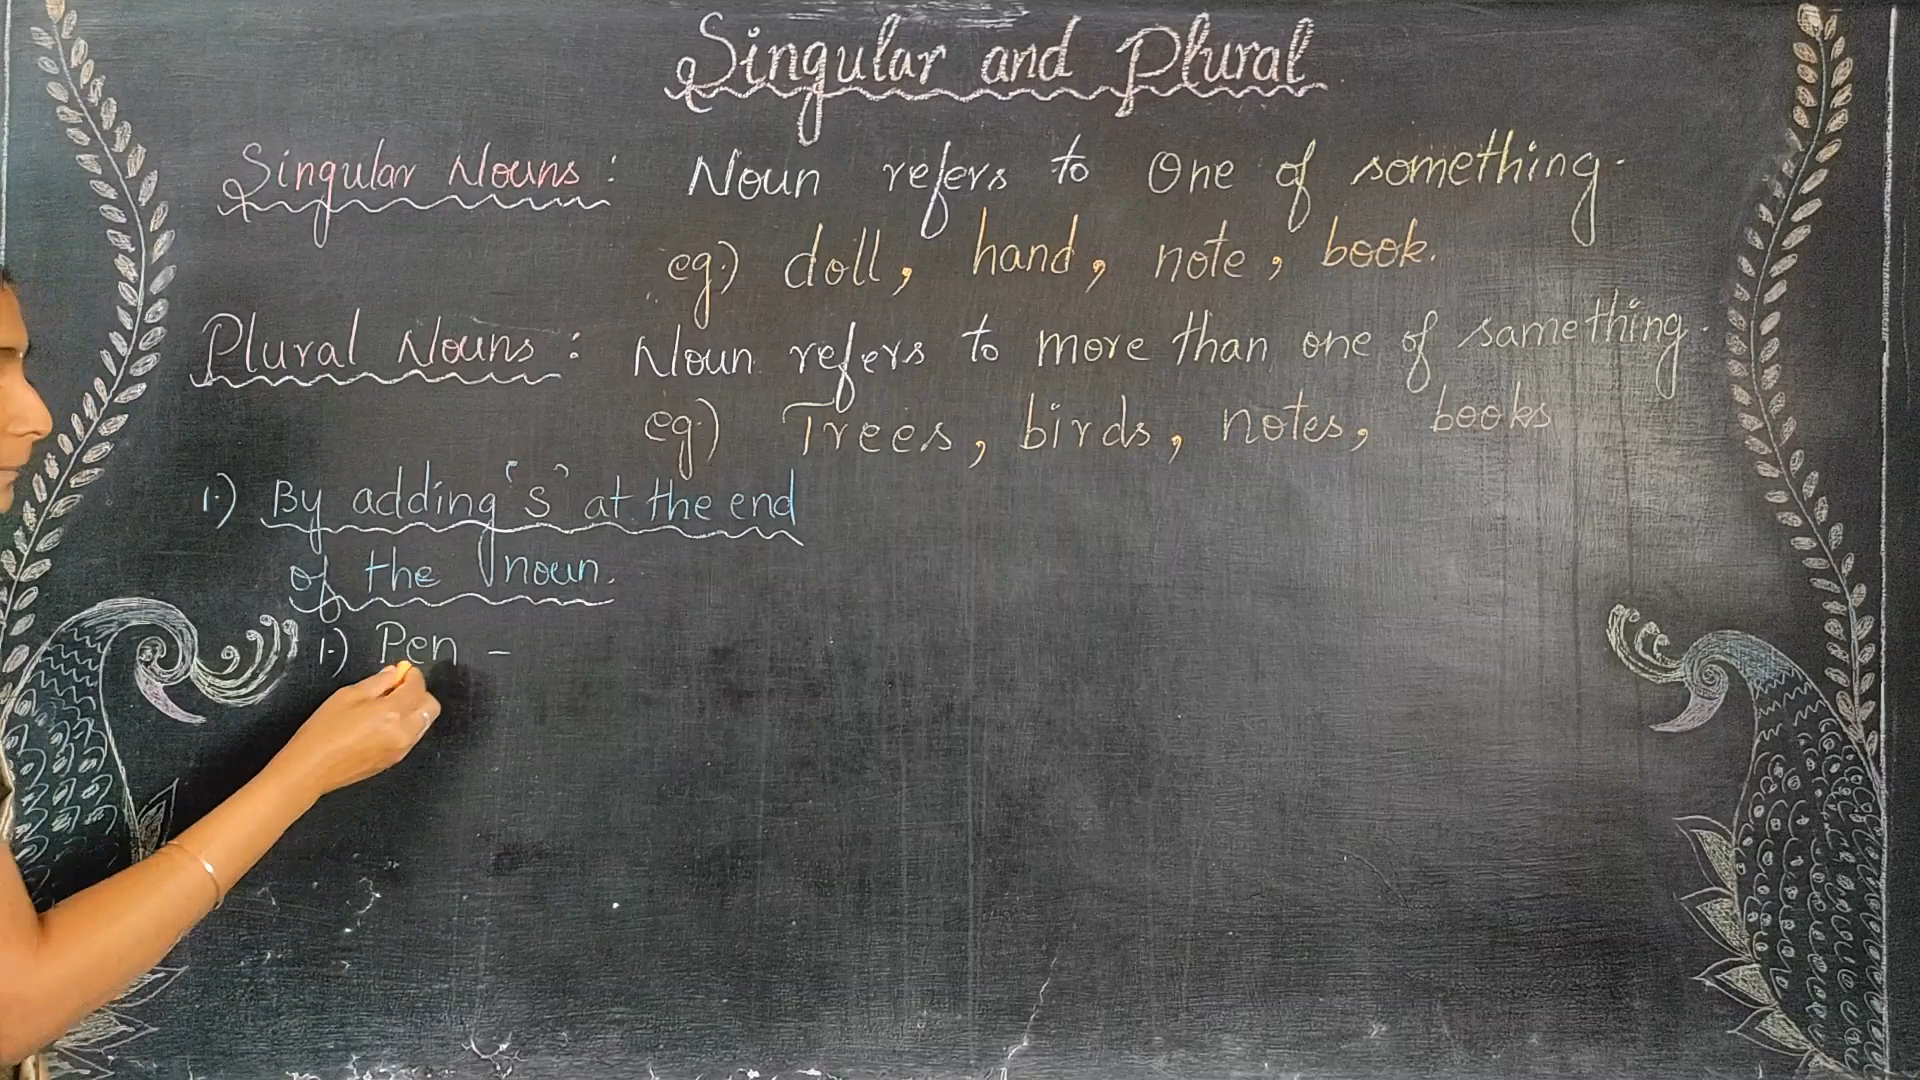 Singular and Plural
Singular Nouns : Noun refers to One of something.
eg.) doll, hand, note, book.
Plural Nouns : Noun refers to more than one of samething.
eg.) Trees, birds, notes, books
1.) By adding 's' at the end
of the noun.
1.) Pen -